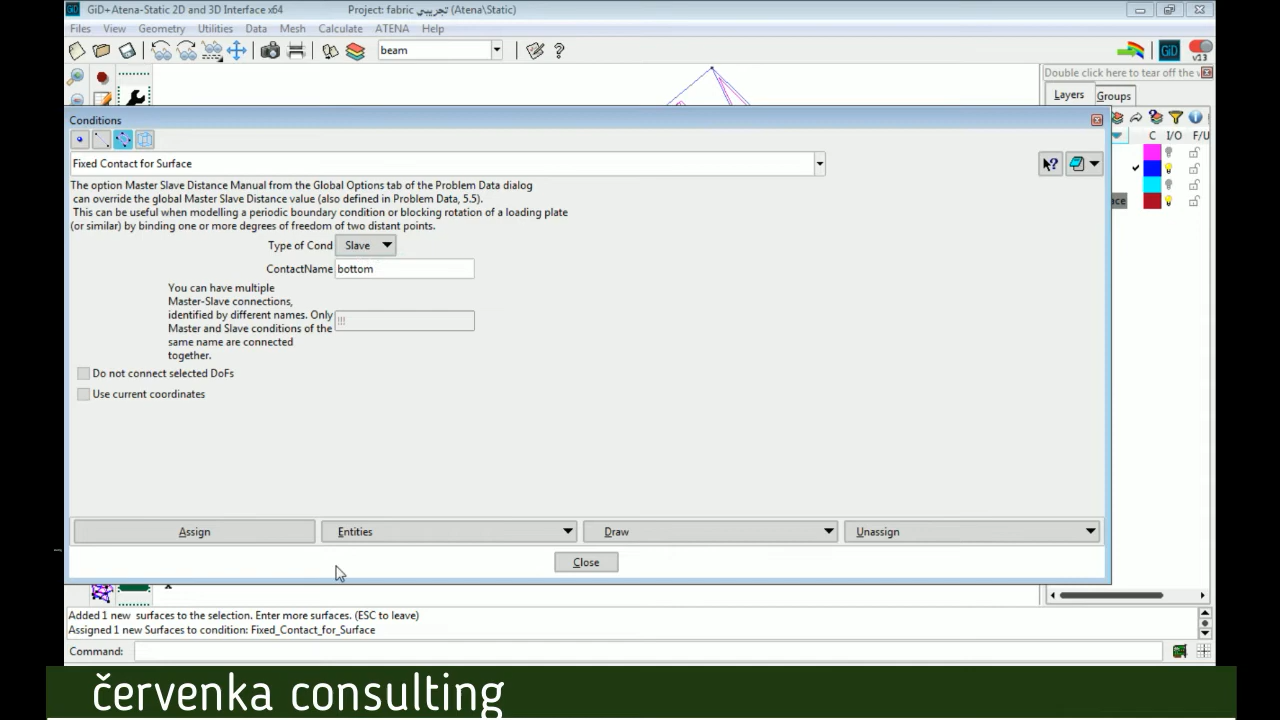 GiD+Atena-Static 2D and 3D Interface x64 Project: fabric تجريبي (Atena\Static)
Files View Geometry Utilities Data Mesh Calculate ATENA Help
beam
GiD
v13
Double click here to tear off the
Layers Groups
C I/O F/U
Conditions
Fixed Contact for Surface
The option Master Slave Distance Manual from the Global Options tab of the Problem Data dialog
can override the global Master Slave Distance value (also defined in Problem Data, 5.5).
This can be useful when modelling a periodic boundary condition or blocking rotation of a loading plate
(or similar) by binding one or more degrees of freedom of two distant points.
Type of Cond Slave
ContactName bottom
You can have multiple
Master-Slave connections,
identified by different names. Only
Master and Slave conditions of the
same name are connected
together.
!!!
Do not connect selected DoFs
Use current coordinates
Assign Entities Draw Unassign
Close
Added 1 new surfaces to the selection. Enter more surfaces. (ESC to leave)
Assigned 1 new Surfaces to condition: Fixed_Contact_for_Surface
Command:
červenka consulting